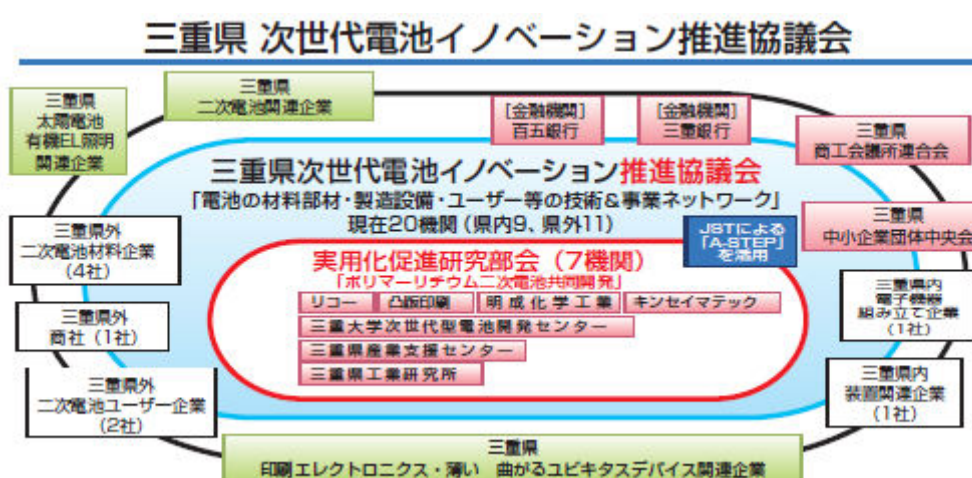 三重県 次世代電池イノベーション推進協議会
三重県
太陽電池
有機EL照明
関連企業
三重県
二次電池関連企業
[金融機関]
百五銀行
[金融機関]
三重銀行
三重県
商工会議所連合会
三重県次世代電池イノベーション推進協議会
「電池の材料部材・製造設備・ユーザー等の技術&事業ネットワーク」
現在20機関(県内9、県外11)
JSTによる
「A-STEP」
を活用
三重県
中小企業団体中央会
三重県外
二次電池材料企業
(4社)
実用化促進研究部会(7機関)
「ポリマーリチウム二次電池共同開発」
リコー 凸版印刷 明成化学工業 キンセイマテック
三重大学次世代型電池開発センター
三重県産業支援センター
三重県工業研究所
三重県外
商社(1社)
三重県内
電子機器
組み立て企業
(1社)
三重県外
二次電池ユーザー企業
(2社)
三重県内
装置関連企業
(1社)
三重県
印刷エレクトロニクス・薄い 曲がるユビキタスデバイス関連企業